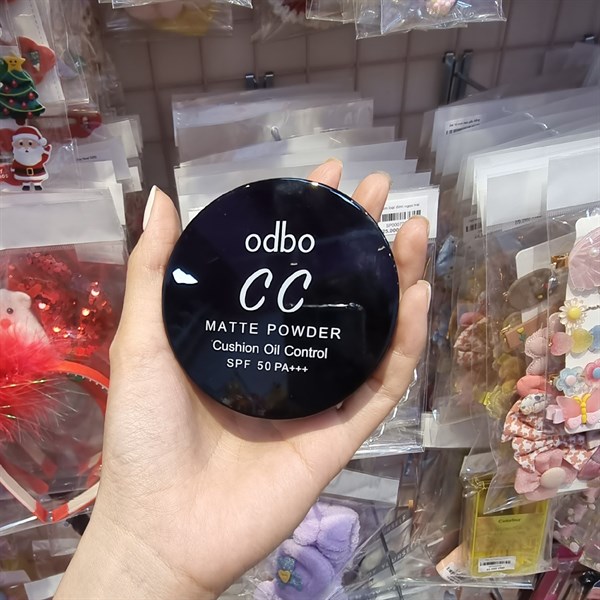 odbo
CC
MATTE POWDER
Cushion Oil Control
SPF 50 PA+++